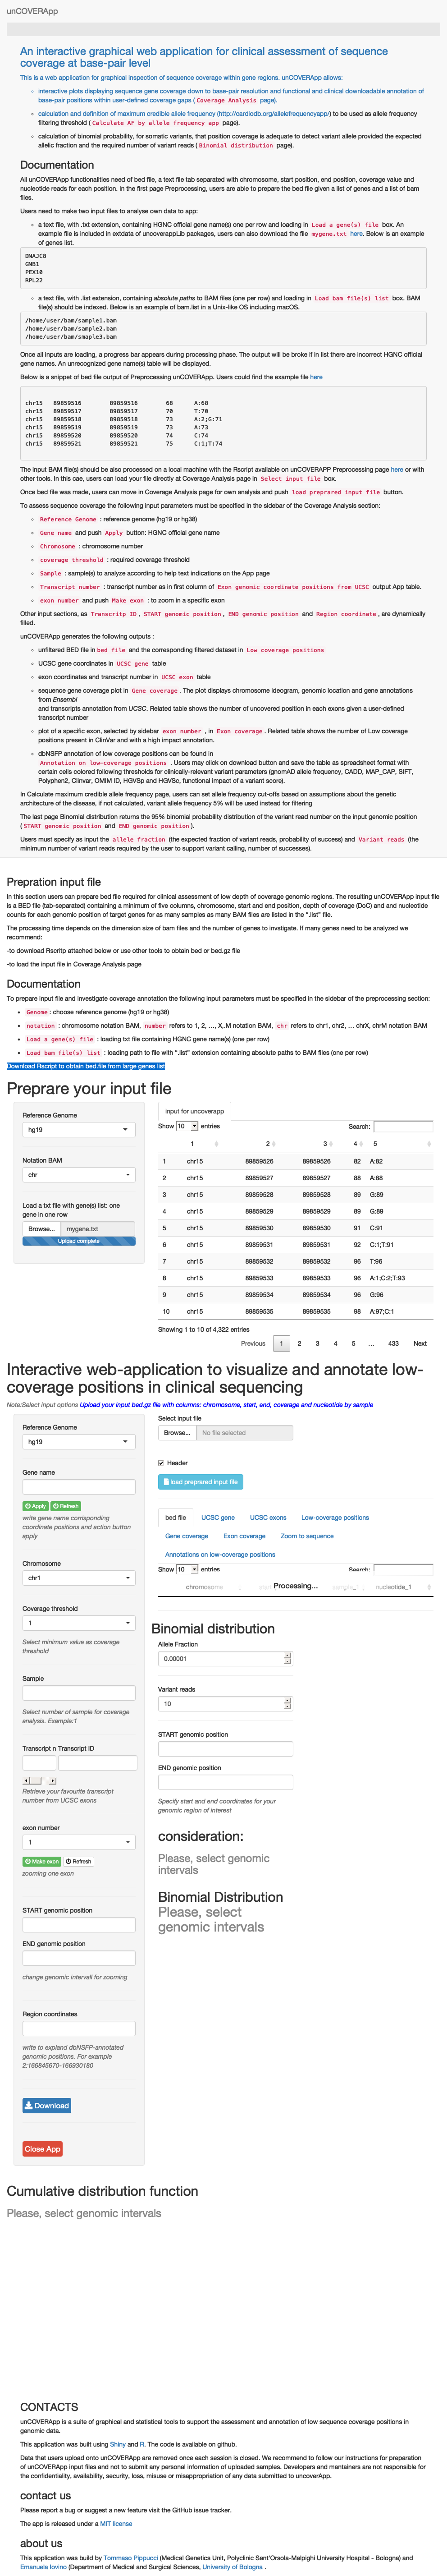 unCOVERApp
An interactive graphical web application for clinical assessment of sequence
coverage at base-pair level
This is a web application for graphical inspection of sequence coverage within gene regions. unCOVERApp allows:
interactive plots displaying sequence gene coverage down to base-pair resolution and functional and clinical downloadable annotation of
base-pair positions within user-defined coverage gaps ( Coverage Analysis page).
calculation and definition of maximum credible allele frequency (http://cardiodb.org/allelefrequencyapp/) to be used as allele frequency
filtering threshold ( Calculate AF by allele frequency app page).
calculation of binomial probability, for somatic variants, that position coverage is adequate to detect variant allele provided the expected
allelic fraction and the required number of variant reads ( Binomial distribution page).
Documentation
All unCOVERApp functionalities need of bed file, a text file tab separated with chromosome, start position, end position, coverage value and
nucleotide reads for each position. In the first page Preprocessing, users are able to prepare the bed file given a list of genes and a list of bam
files.
Users need to make two input files to analyse own data to app:
a text file, with .txt extension, containing HGNC official gene name(s) one per row and loading in Load a gene(s) file box. An
example file is included in extdata of uncoverappLib packages, users can also download the file mygene.txt here. Below is an example
of genes list.
DNAJC8
GNB1
PEX10
RPL22
a text file, with .list extension, containing absolute paths to BAM files (one per row) and loading in Load bam file(s) list box. BAM
file(s) should be indexed. Below is an example of bam.list in a Unix-like OS including macOS.
/home/user/bam/sample1.bam
/home/user/bam/sample2.bam
/home/user/bam/smaple3.bam
Once all inputs are loading, a progress bar appears during processing phase. The output will be broke if in list there are incorrect HGNC official
gene names. An unrecognized gene name(s) table will be displayed.
Below is a snippet of bed file output of Preprocessing unCOVERApp. Users could find the example file here
chr15 89859516 89859516 68 A:68
chr15 89859517 89859517 70 T:70
chr15 89859518 89859518 73 A:2;G:71
chr15 89859519 89859519 73 A:73
chr15 89859520 89859520 74 C:74
chr15 89859521 89859521 75 C:1;T:74
The input BAM file(s) should be also processed on a local machine with the Rscript available on unCOVERAPP Preprocessing page here or with
other tools. In this case, users can load your file directly at Coverage Analysis page in Select input file box.
Once bed file was made, users can move in Coverage Analysis page for own analysis and push load preprared input file button.
To assess sequence coverage the following input parameters must be specified in the sidebar of the Coverage Analysis section:
Reference Genome : reference genome (hg19 or hg38)
Gene name and push Apply button: HGNC official gene name
Chromosome : chromosome number
coverage threshold : required coverage threshold
Sample : sample(s) to analyze according to help text indications on the App page
Transcript number : transcript number as in first column of Exon genomic coordinate positions from UCSC output App table.
exon number and push Make exon : to zoom in a specific exon
Other input sections, as Transcritp ID, START genomic position, END genomic position and Region coordinate, are dynamically
filled.
unCOVERApp generates the following outputs :
unfiltered BED file in bed file and the corresponding filtered dataset in Low coverage positions
UCSC gene coordinates in UCSC gene table
exon coordinates and transcript number in UCSC exon table
sequence gene coverage plot in Gene coverage. The plot displays chromosome ideogram, genomic location and gene annotations
from Ensembl
and transcripts annotation from UCSC. Related table shows the number of uncovered position in each exons given a user-defined
transcript number
plot of a specific exon, selected by sidebar exon number , in Exon coverage. Related table shows the number of Low coverage
positions present in ClinVar and with a high impact annotation.
dbNSFP annotation of low coverage positions can be found in
Annotation on low-coverage positions . Users may click on download button and save the table as spreadsheet format with
certain cells colored following thresholds for clinically-relevant variant parameters (gnomAD allele frequency, CADD, MAP_CAP, SIFT,
Polyphen2, Clinvar, OMIM ID, HGVSp and HGVSc, functional impact of a variant score).
In Calculate maximum credible allele frequency page, users can set allele frequency cut-offs based on assumptions about the genetic
architecture of the disease, if not calculated, variant allele frequency 5% will be used instead for filtering
The last page Binomial distribution returns the 95% binomial probability distribution of the variant read number on the input genomic position
(START genomic position and END genomic position).
Users must specify as input the allele fraction (the expected fraction of variant reads, probability of success) and Variant reads (the
minimum number of variant reads required by the user to support variant calling, number of successes).
Prepration input file
In this section users can prepare bed file required for clinical assessment of low depth of coverage genomic regions. The resulting unCOVERApp input file
is a BED file (tab-separated) containing a minimum of five columns, chromosome, start and end position, depth of coverage (DoC) and and nucleotide
counts for each genomic position of target genes for as many samples as many BAM files are listed in the ".list" file.
The processing time depends on the dimension size of bam files and the number of genes to invstigate. If many genes need to be analyzed we
recommend:
-to download Rscritp attached below or use other tools to obtain bed or bed.gz file
-to load the input file in Coverage Analysis page
Documentation
To prepare input file and investigate coverage annotation the following input parameters must be specified in the sidebar of the preprocessing section:
Genome: choose reference genome (hg19 or hg38)
notation : chromosome notation BAM, number refers to 1, 2, ..., X,.M notation BAM, chr refers to chr1, chr2, ... chrX, chrM notation BAM
Load a gene(s) file : loading txt file containing HGNC gene name(s) (one per row)
Load bam file(s) list : loading path to file with ".list" extension containing absolute paths to BAM files (one per row)
Download Rscript to obtain bed.file from large genes list
Preprare your input file
Reference Genome
hg19
Notation BAM
chr
Load a txt file with gene(s) list: one
gene in one row
Browse... mygene.txt
Upload complete
input for uncoverapp
Show 10 entries Search:
1 2 3 4 5
1 chr15 89859526 89859526 82 A:82
2 chr15 89859527 89859527 88 A:88
3 chr15 89859528 89859528 89 G:89
4 chr15 89859529 89859529 89 G:89
5 chr15 89859530 89859530 91 C:91
6 chr15 89859531 89859531 92 C:1;T:91
7 chr15 89859532 89859532 96 T:96
8 chr15 89859533 89859533 96 A:1;C:2;T:93
9 chr15 89859534 89859534 96 G:96
10 chr15 89859535 89859535 98 A:97;C:1
Showing 1 to 10 of 4,322 entries
Previous 1 2 3 4 5 ... 433 Next
Interactive web-application to visualize and annotate low-
coverage positions in clinical sequencing
Note:Select input options Upload your input bed.gz file with columns: chromosome, start, end, coverage and nucleotide by sample
Reference Genome
hg19
Gene name
Apply Refresh
write gene name corrisponding
coordinate positions and action button
apply
Chromosome
chr1
Coverage threshold
1
Select minimum value as coverage
threshold
Sample
Select number of sample for coverage
analysis. Example:1
Transcript n Transcript ID
Retrieve your favourite transcript
number from UCSC exons
exon number
1
Make exon Refresh
zooming one exon
START genomic position
END genomic position
change genomic intervall for zooming
Region coordinates
write to expland dbNSFP-annotated
genomic positions. For example
2:166845670-166930180
Download
Close App
Select input file
Browse... No file selected
Header
load preprared input file
bed file UCSC gene UCSC exons Low-coverage positions
Gene coverage Exon coverage Zoom to sequence
Annotations on low-coverage positions
Show 10 entries Search:
chromosome Processing... nucleotide_1
Binomial distribution
Allele Fraction
0.00001
Variant reads
10
START genomic position
END genomic position
Specify start and end coordinates for your
genomic region of interest
consideration:
Please, select genomic
intervals
Binomial Distribution
Please, select
genomic intervals
Cumulative distribution function
Please, select genomic intervals
CONTACTS
unCOVERApp is a suite of graphical and statistical tools to support the assessment and annotation of low sequence coverage positions in
genomic data.
This application was built using Shiny and R. The code is available on github.
Data that users upload onto unCOVERApp are removed once each session is closed. We recommend to follow our instructions for preparation
of unCOVERApp input files and not to submit any personal information of uploaded samples. Developers and mantainers are not responsible for
the confidentiality, availability, security, loss, misuse or misappropriation of any data submitted to uncoverApp.
contact us
Please report a bug or suggest a new feature visit the GitHub issue tracker.
The app is released under a MIT license
about us
This application was build by Tommaso Pippucci (Medical Genetics Unit, Polyclinic Sant'Orsola-Malpighi University Hospital - Bologna) and
Emanuela Iovino (Department of Medical and Surgical Sciences, University of Bologna .